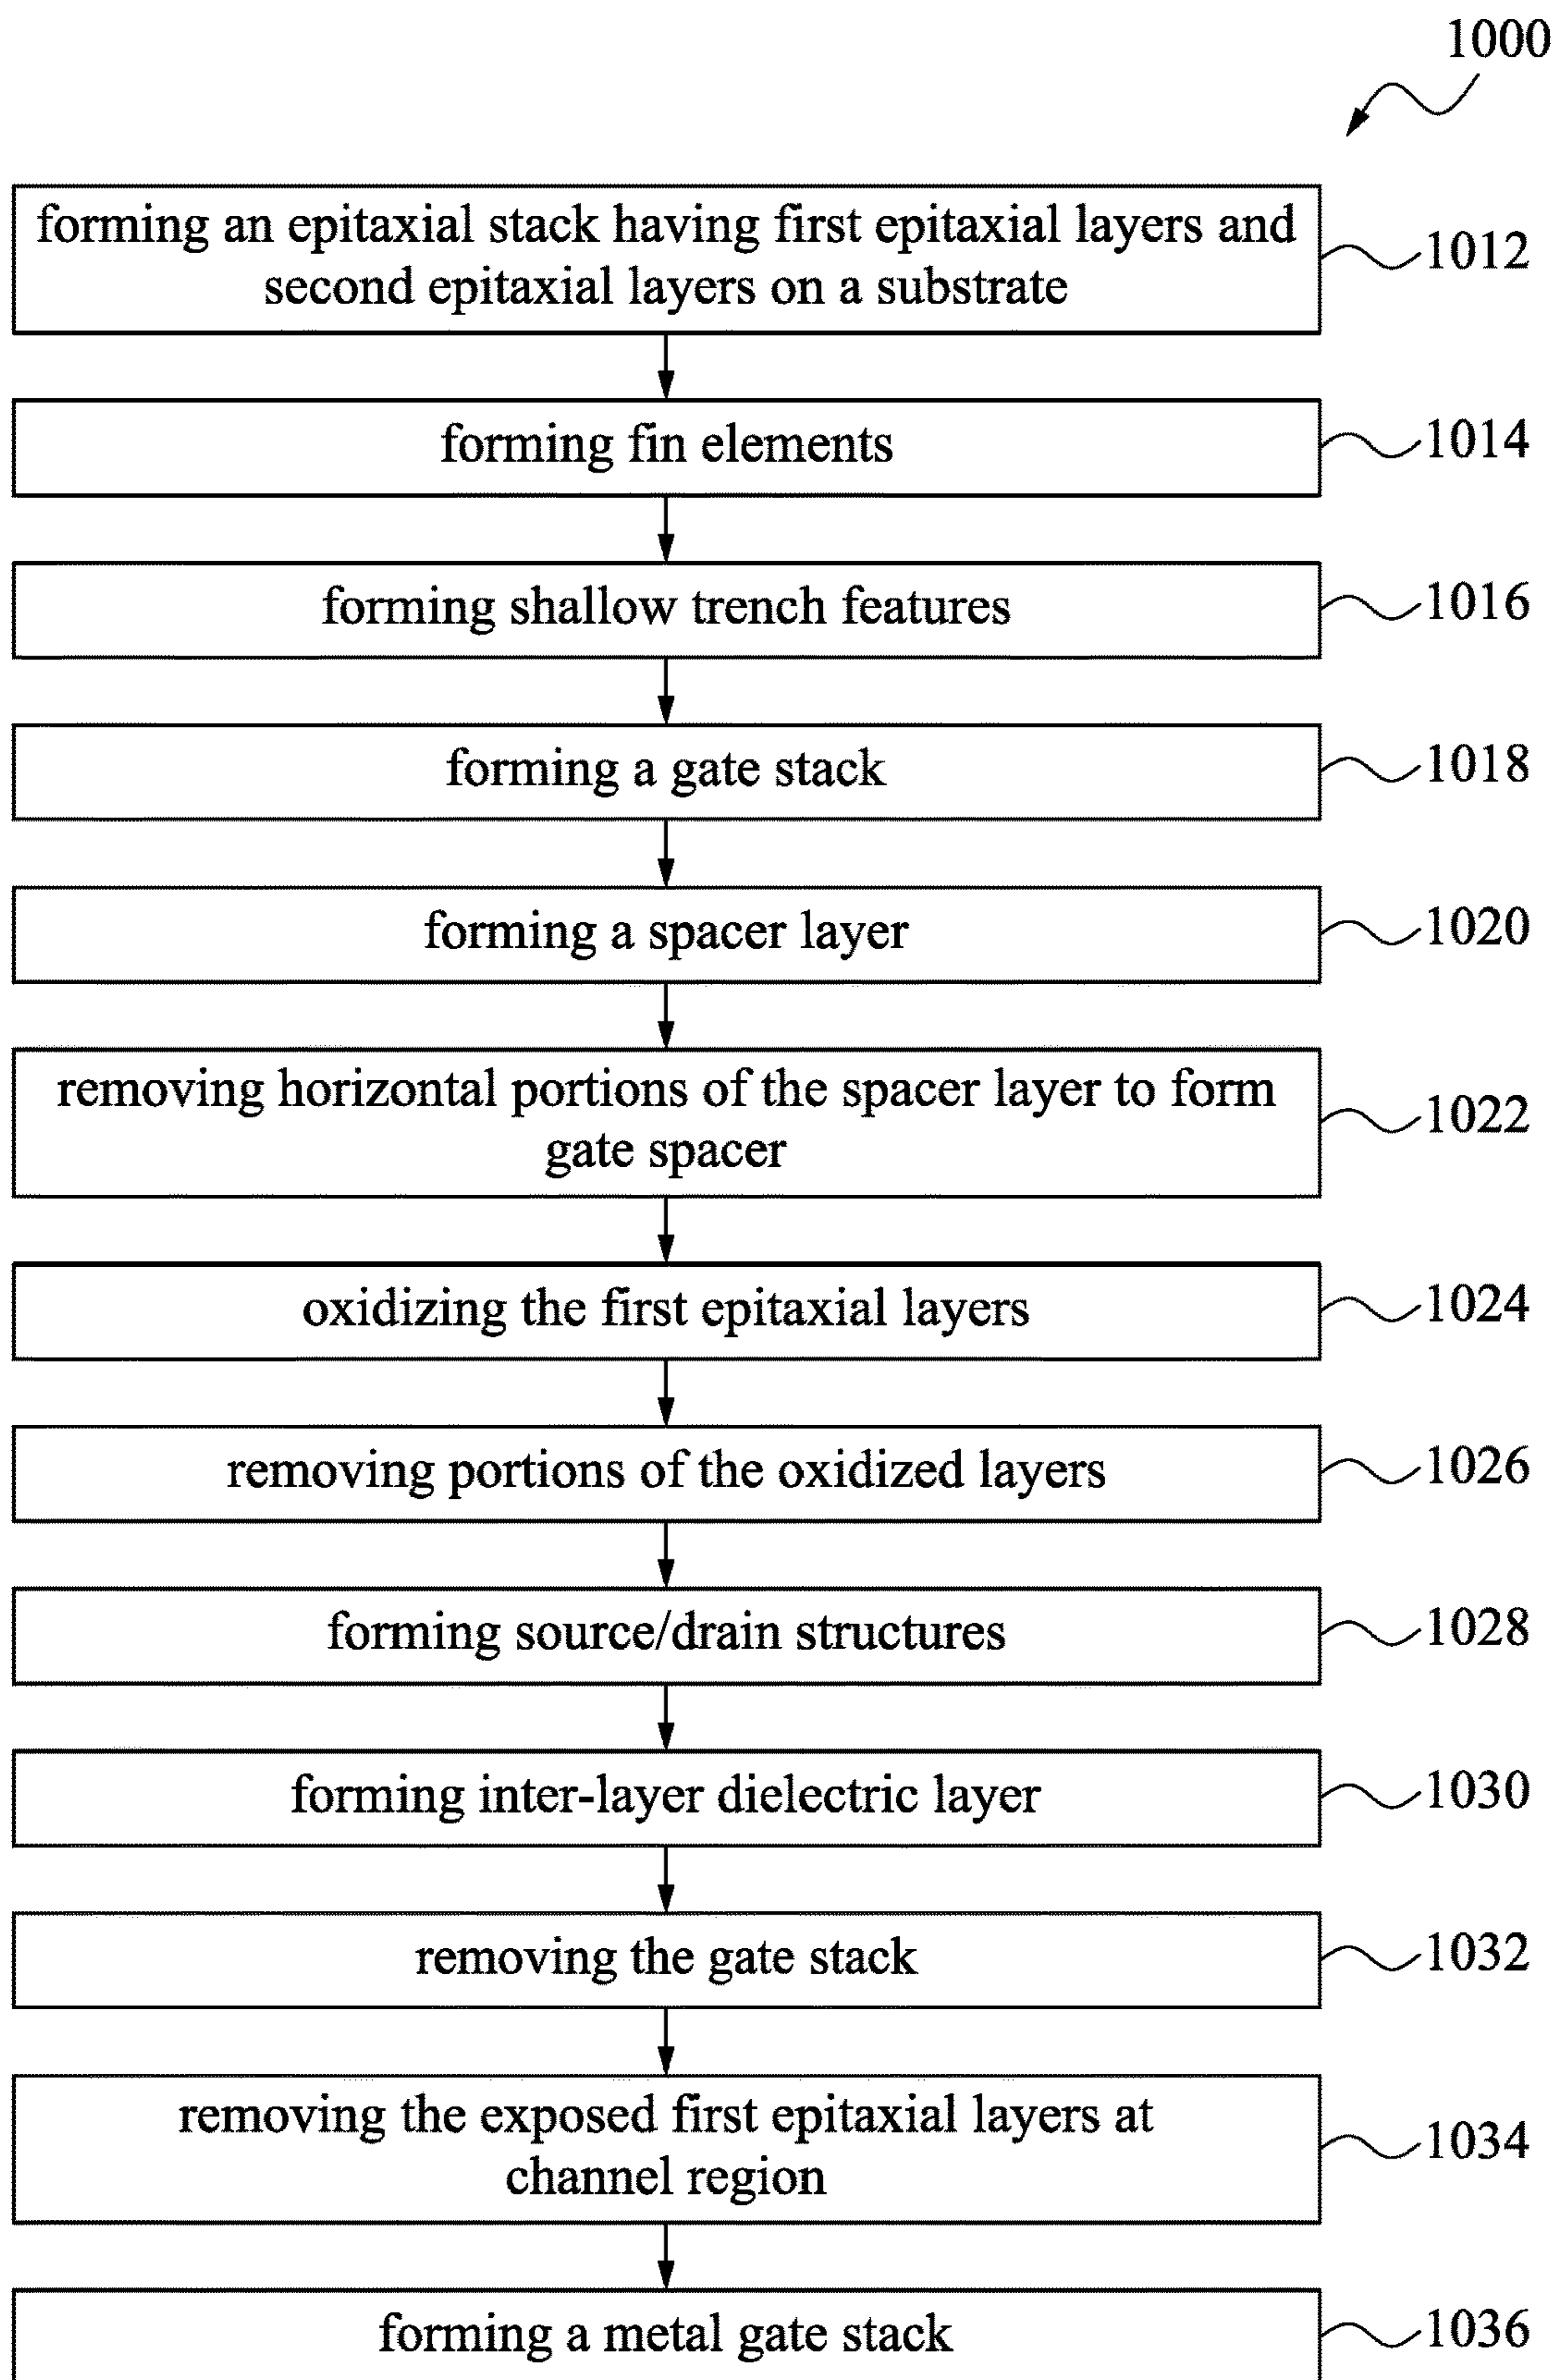 1000
forming an epitaxial stack having first epitaxial layers and
second epitaxial layers on a substrate
1012
forming fin elements
1014
forming shallow trench features
1016
forming a gate stack
1018
forming a spacer layer
1020
removing horizontal portions of the spacer layer to form
gate spacer
1022
oxidizing the first epitaxial layers
1024
removing portions of the oxidized layers
1026
forming source/drain structures
1028
forming inter-layer dielectric layer
1030
removing the gate stack
1032
removing the exposed first epitaxial layers at
channel region
1034
forming a metal gate stack
1036